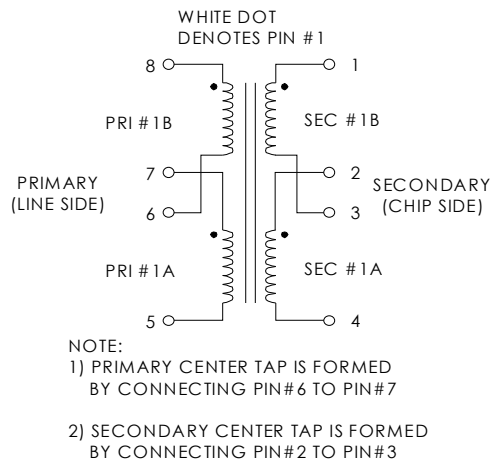 WHITE DOT
DENOTES PIN #1
8
1
PRI #1B
SEC #1B
7
2
PRIMARY
(LINE SIDE)
SECONDARY
(CHIP SIDE)
6
3
PRI #1A
SEC #1A
5
4
NOTE:
1) PRIMARY CENTER TAP IS FORMED
BY CONNECTING PIN#6 TO PIN#7
2) SECONDARY CENTER TAP IS FORMED
BY CONNECTING PIN#2 TO PIN#3